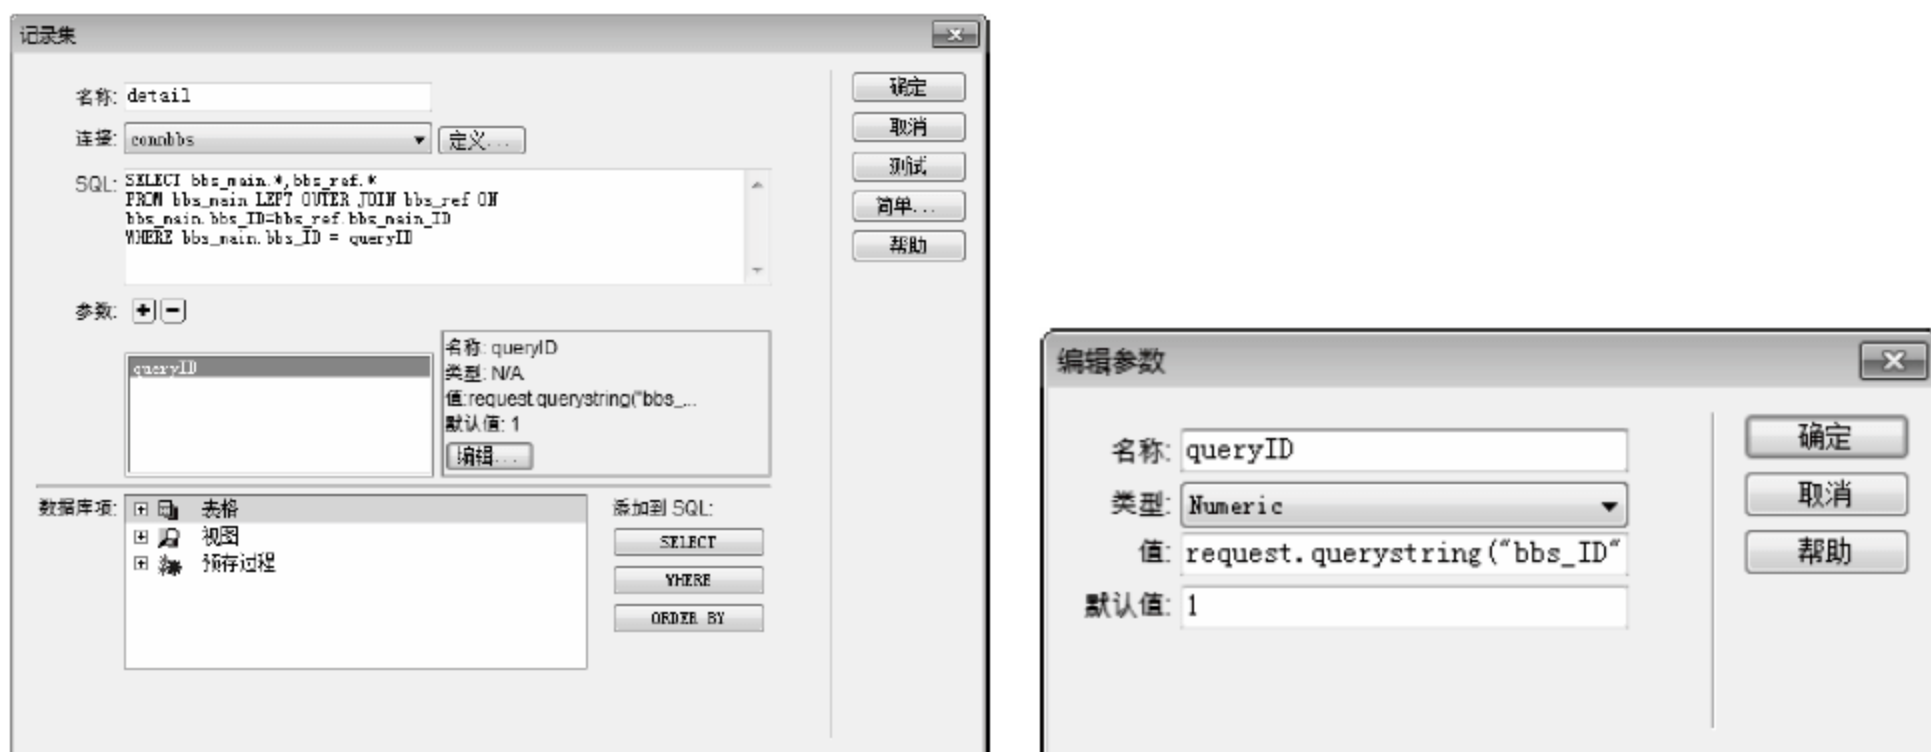 记录集
名称: detail
连接: connbbs 定义...
SQL: SELECT bbs_main.*,bbs_ref.*
FROM bbs_main LEFT OUTER JOIN bbs_ref ON
bbs_main.bbs_ID=bbs_ref.bbs_main_ID
WHERE bbs_main.bbs_ID = queryID
参数:
queryID
名称: queryID
类型: N/A
值:request.querystring("bbs_...
默认值: 1
编辑...
数据库项:
表格
视图
预存过程
添加到 SQL:
SELECT
WHERE
ORDER BY
确定
取消
测试
简单...
帮助
编辑参数
名称: queryID
类型: Numeric
值: request.querystring("bbs_ID"
默认值: 1
确定
取消
帮助